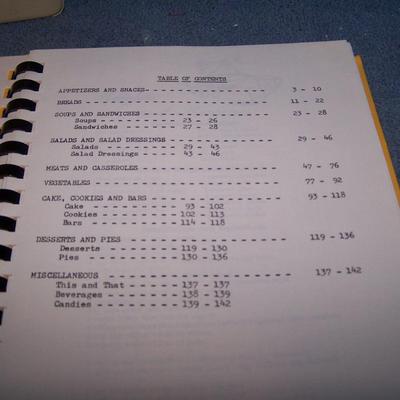 TABLE OF CONTENTS
APPETIZERS AND SNACKS- - - - - - - - - - - - - - - - - - - 3 - 10
BREADS - - - - - - - - - - - - - - - - - - - - - - - - - - 11 - 22
SOUPS AND SANDWICHES - - - - - - - - - - - - - - - - - - - 23 - 28
Soups - - - - - - - - 23 - 26
Sandwiches - - - - - 27 - 28
SALADS AND SALAD DRESSINGS - - - - - - - - - - - - - - - - 29 - 46
Salads - - - - - - - 29 - 43
Salad Dressings - - - 43 - 46
MEATS AND CASSEROLES - - - - - - - - - - - - - - - - - - - 47 - 76
VEGETABLES - - - - - - - - - - - - - - - - - - - - - - - - 77 - 92
CAKE, COOKIES AND BARS - - - - - - - - - - - - - - - - - - 93 - 118
Cake - - - - - - - - 93 - 102
Cookies - - - - - - - 102 - 113
Bars - - - - - - - - 114 - 118
DESSERTS AND PIES - - - - - - - - - - - - - - - - - - - - 119 - 136
Desserts - - - - - - 119 - 130
Pies - - - - - - - - 130 - 136
MISCELLANEOUS - - - - - - - - - - - - - - - - - - - - - - 137 - 142
This and That - - - - 137 - 137
Beverages - - - - - - 138 - 139
Candies - - - - - - - 139 - 142